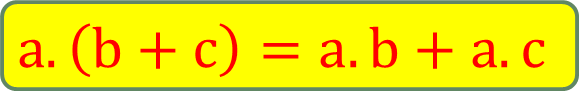 a. (b + c) = a. b + a. c